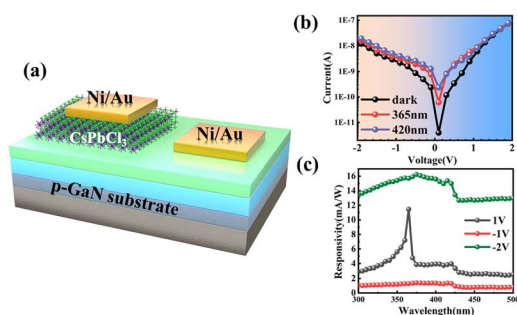 (a)
Ni/Au
CsPbCl3
Ni/Au
p-GaN substrate
(b)
1E-7
1E-8
1E-9
1E-10
1E-11
Current(A)
dark
365nm
420nm
-2 -1 0 1 2
Voltage(V)
(c)
16
14
12
10
8
6
4
2
0
Responsivity(mA/W)
1V
-1V
-2V
300 350 400 450 500
Wavelength(nm)